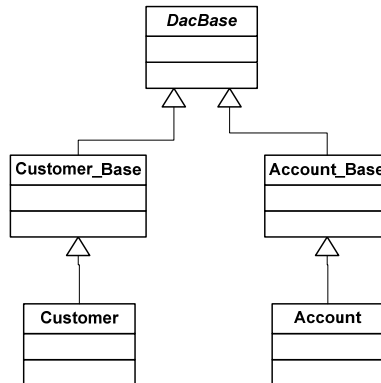 DacBase
Customer_Base
Account_Base
Customer
Account